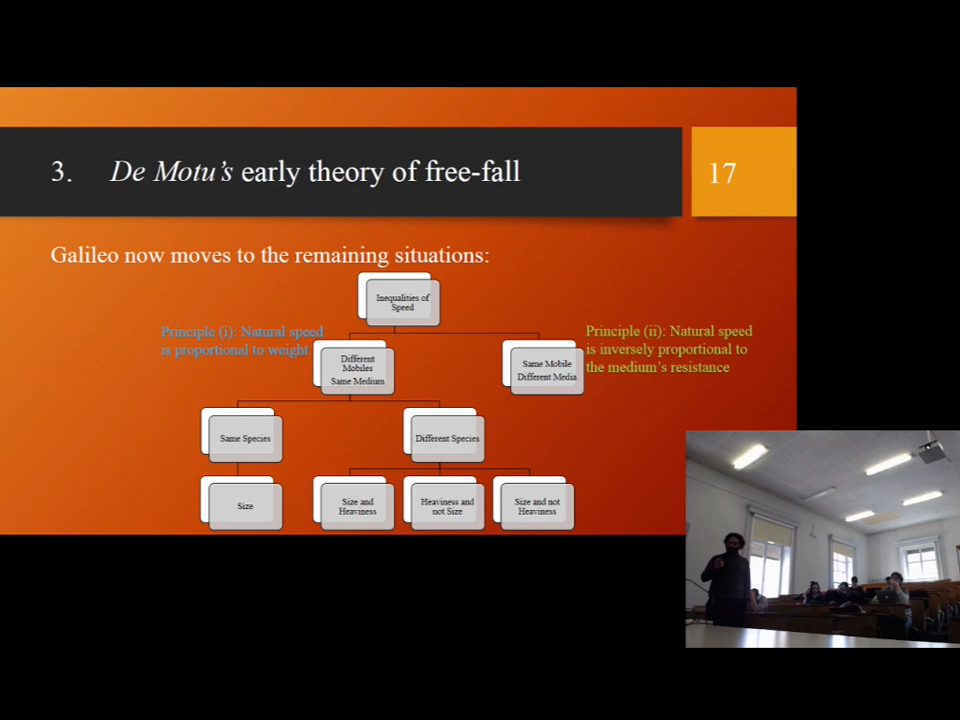 3. De Motu's early theory of free-fall
17
Galileo now moves to the remaining situations:
Inequalities of
Speed
Principle (i): Natural speed
is proportional to weight
Different
Mobiles
Same Medium
Same Mobile
Different Media
Principle (ii): Natural speed
is inversely proportional to
the medium's resistance
Same Species
Different Species
Size
Size and
Heaviness
Heaviness and
not Size
Size and not
Heaviness